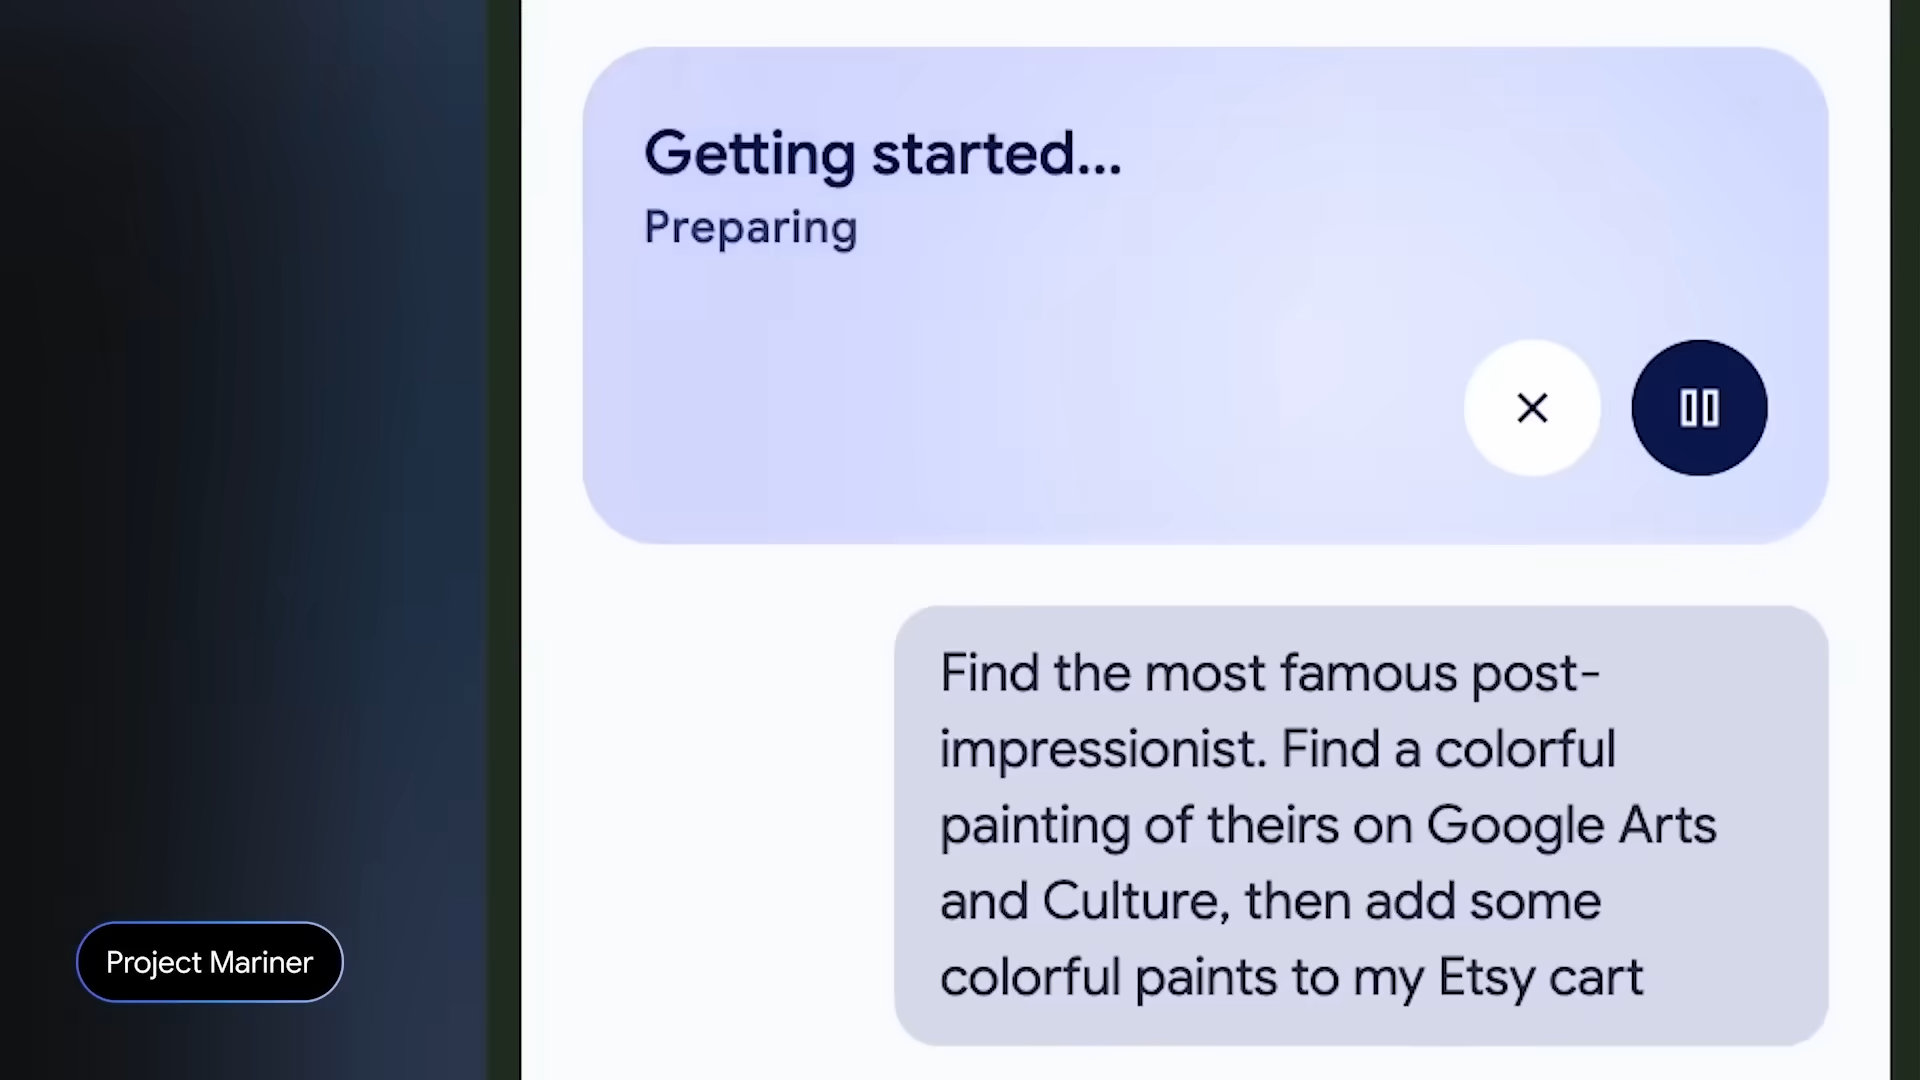 Getting started...
Preparing
Find the most famous post-
impressionist. Find a colorful
painting of theirs on Google Arts
and Culture, then add some
colorful paints to my Etsy cart
Project Mariner